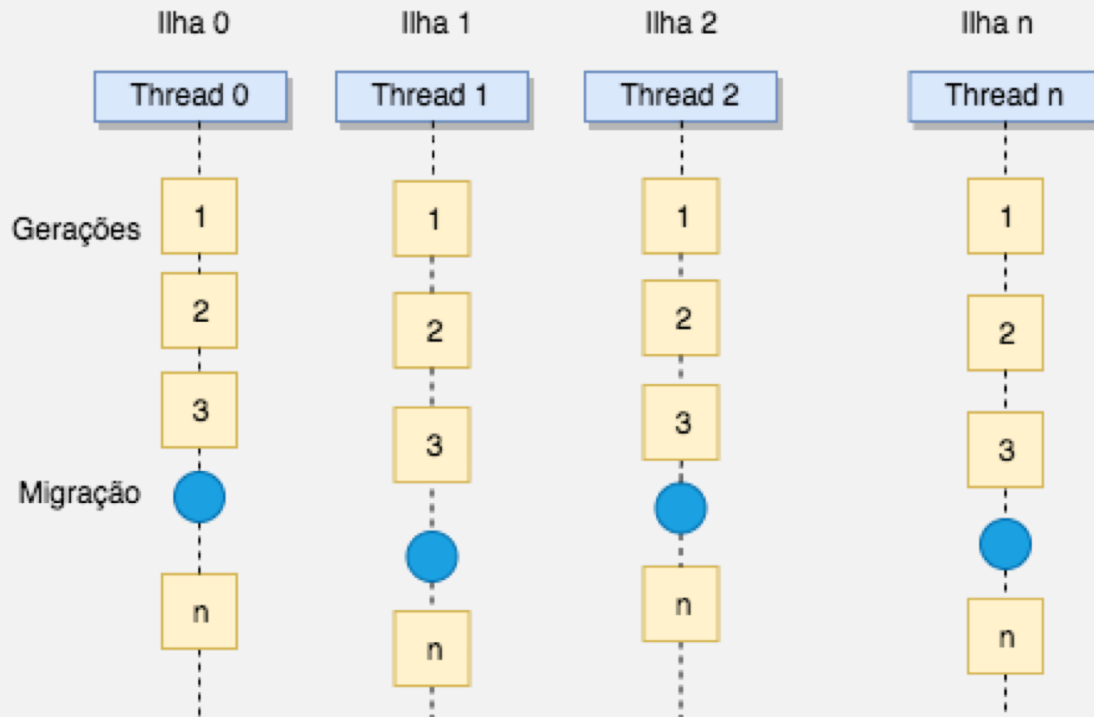 Ilha 0
Ilha 1
Ilha 2
Ilha n
Thread 0
Thread 1
Thread 2
Thread n
Gerações
1
1
1
1
2
2
2
2
3
3
3
3
Migração
n
n
n
n